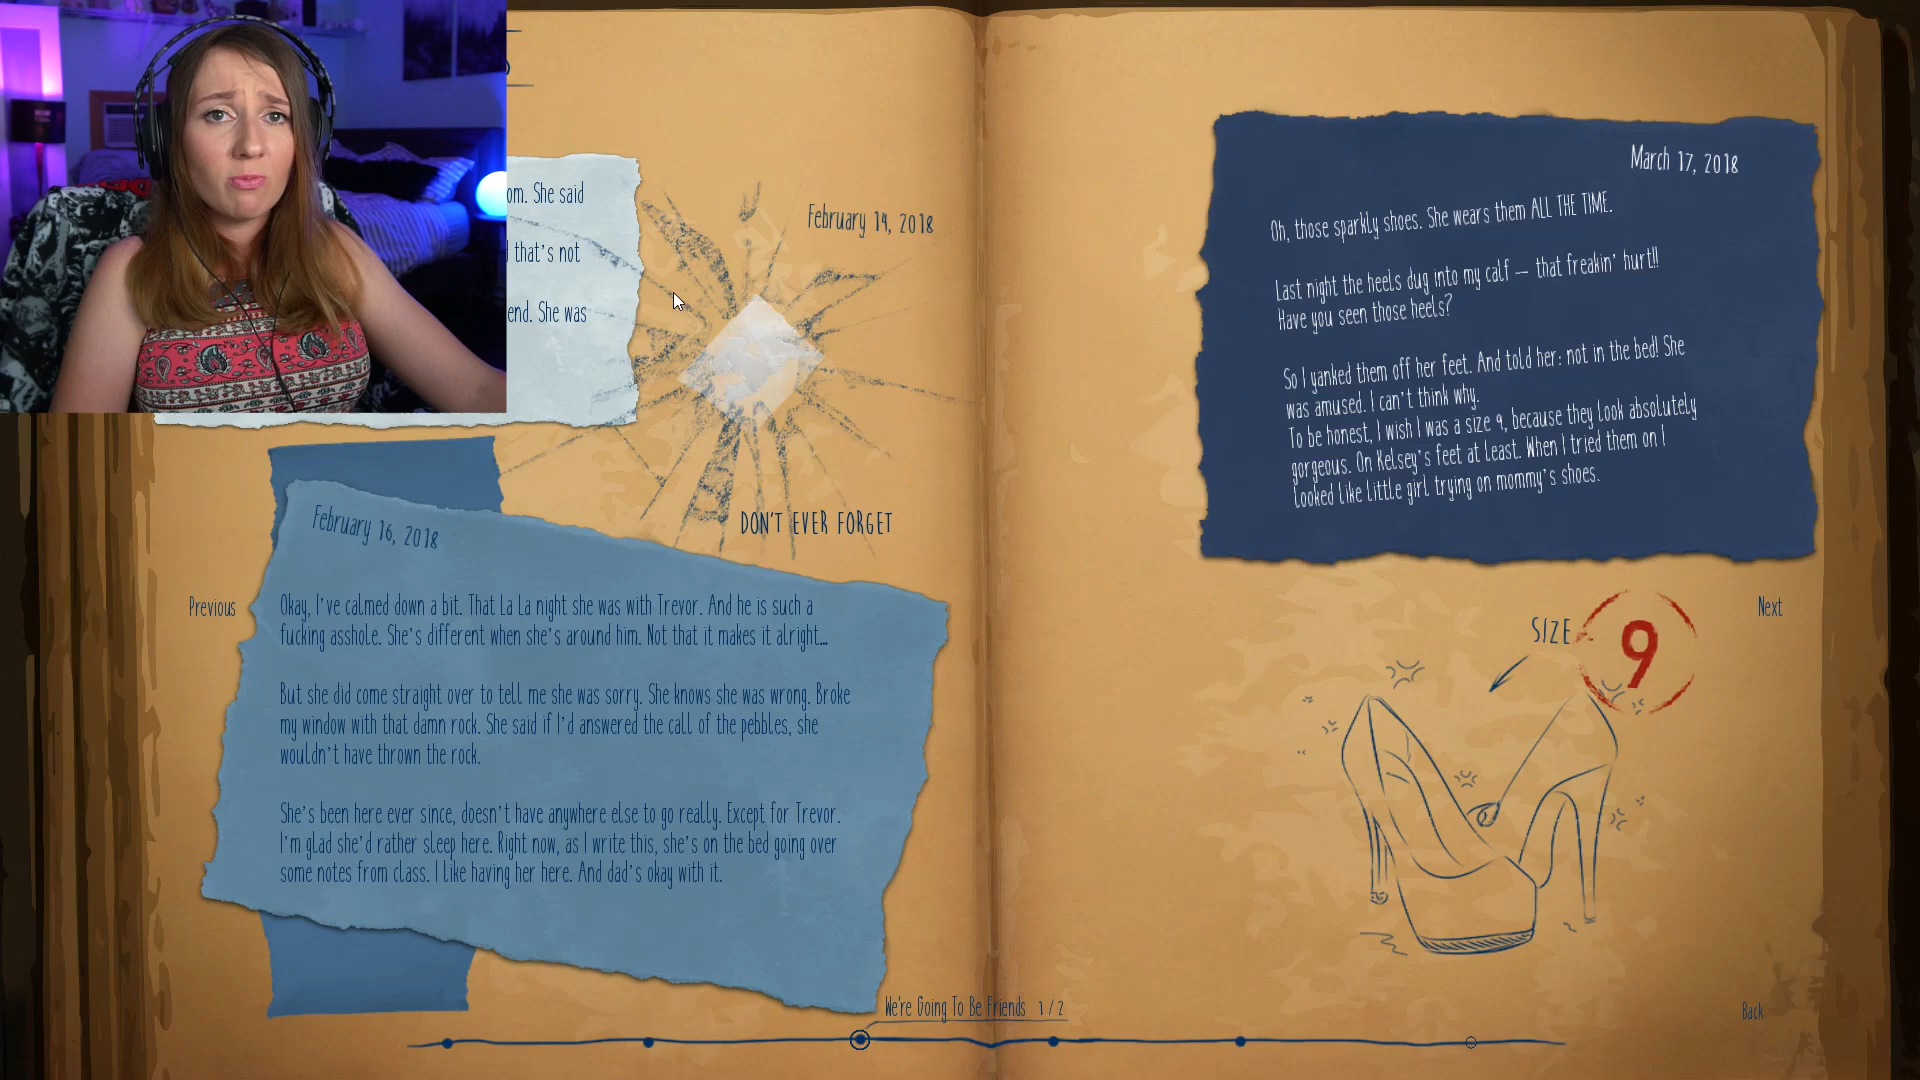 om. She said
that's not
end. She was
February 14, 2018
DON'T EVER FORGET
February 16, 2018
Okay, I've calmed down a bit. That La La night she was with Trevor. And he is such a
fucking asshole. She's different when she's around him. Not that it makes it alright...
But she did come straight over to tell me she was sorry. She knows she was wrong. Broke
my window with that damn rock. She said if I'd answered the call of the pebbles, she
wouldn't have thrown the rock.
She's been here ever since, doesn't have anywhere else to go really. Except for Trevor.
I'm glad she'd rather sleep here. Right now, as I write this, she's on the bed going over
some notes from class. I like having her here. And dad's okay with it.
Previous
March 17, 2018
Oh, those sparkly shoes. She wears them ALL THE TIME.
Last night the heels dug into my calf – that freakin' hurt!!
Have you seen those heels?
So I yanked them off her feet. And told her: not in the bed! She
was amused. I can't think why.
To be honest, I wish I was a size 9, because they look absolutely
gorgeous. On Kelsey's feet at least. When I tried them on I
looked like little girl trying on mommy's shoes.
Next
SIZE 9
We're Going To Be Friends 1/2
Back